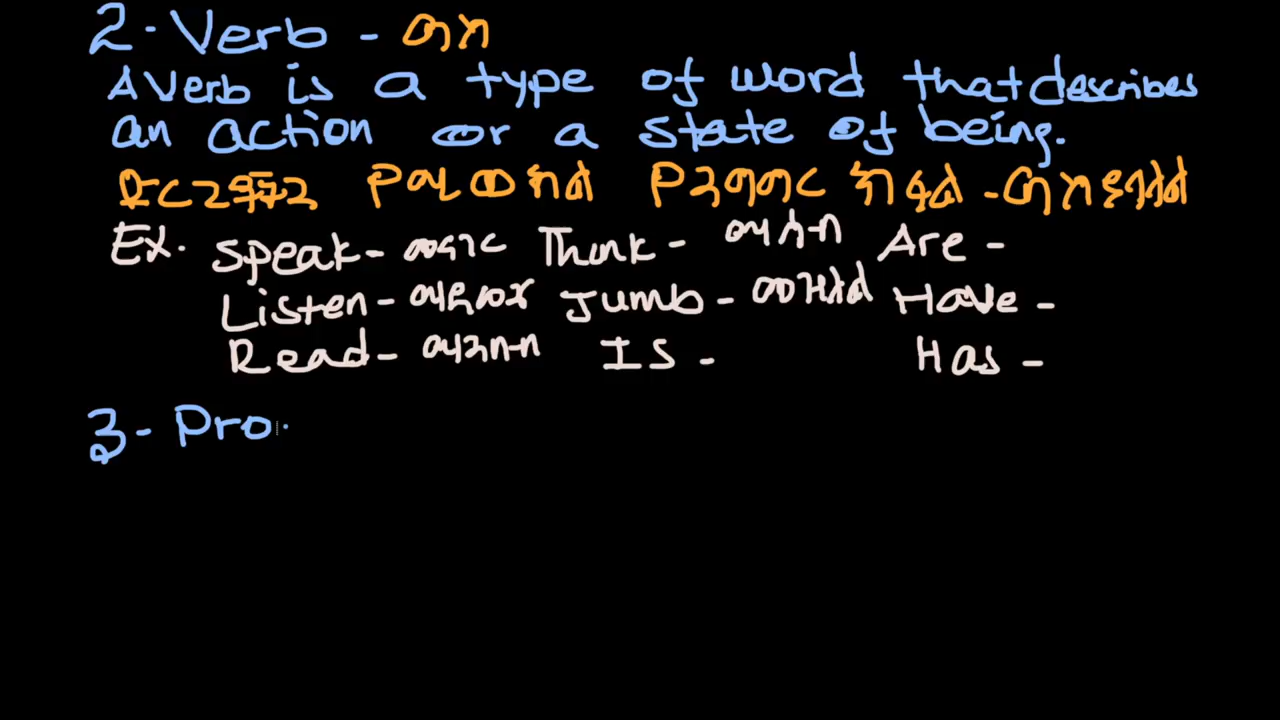 2. Verb - ግስ
A Verb is a type of word that describes
an action or a state of being.
Ex. Speak - መናገር Think - ማሰብ Are -
Listen - ማዳመጥ Jumb - መዝለል Have -
Read - ማንበብ Is - Has -
3- Pro